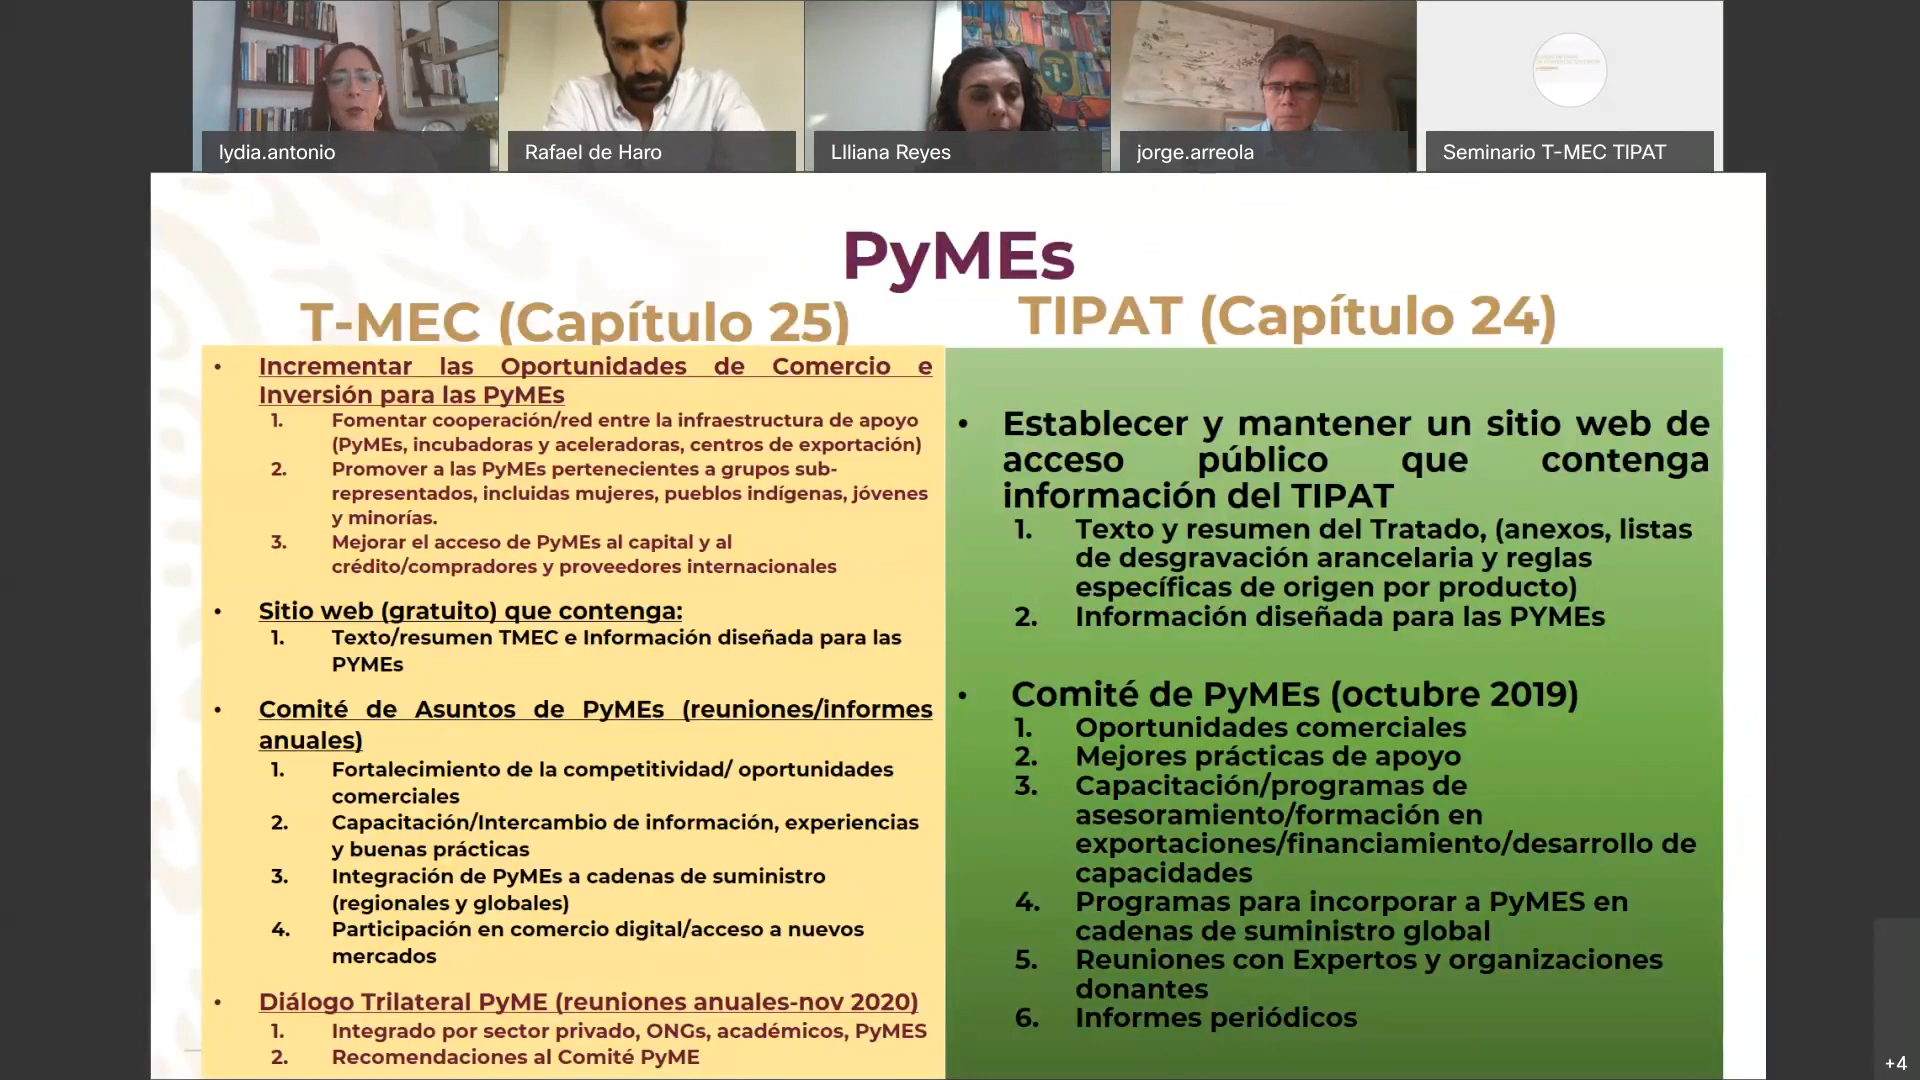 lydia.antonio
Rafael de Haro
Llliana Reyes
jorge.arreola
Seminario T-MEC TIPAT
PyMEs
T-MEC (Capítulo 25)
• Incrementar las Oportunidades de Comercio e
Inversión para las PyMEs
1. Fomentar cooperación/red entre la infraestructura de apoyo
(PyMEs, incubadoras y aceleradoras, centros de exportación)
2. Promover a las PyMEs pertenecientes a grupos sub-
representados, incluidas mujeres, pueblos indígenas, jóvenes
y minorías.
3. Mejorar el acceso de PyMEs al capital y al
crédito/compradores y proveedores internacionales
• Sitio web (gratuito) que contenga:
1. Texto/resumen TMEC e Información diseñada para las
PYMEs
• Comité de Asuntos de PyMEs (reuniones/informes
anuales)
1. Fortalecimiento de la competitividad/ oportunidades
comerciales
2. Capacitación/Intercambio de información, experiencias
y buenas prácticas
3. Integración de PyMEs a cadenas de suministro
(regionales y globales)
4. Participación en comercio digital/acceso a nuevos
mercados
• Diálogo Trilateral PyME (reuniones anuales-nov 2020)
1. Integrado por sector privado, ONGs, académicos, PyMES
2. Recomendaciones al Comité PyME
TIPAT (Capítulo 24)
• Establecer y mantener un sitio web de
acceso público que contenga
información del TIPAT
1. Texto y resumen del Tratado, (anexos, listas
de desgravación arancelaria y reglas
específicas de origen por producto)
2. Información diseñada para las PYMEs
• Comité de PyMEs (octubre 2019)
1. Oportunidades comerciales
2. Mejores prácticas de apoyo
3. Capacitación/programas de
asesoramiento/formación en
exportaciones/financiamiento/desarrollo de
capacidades
4. Programas para incorporar a PyMES en
cadenas de suministro global
5. Reuniones con Expertos y organizaciones
donantes
6. Informes periódicos
+4